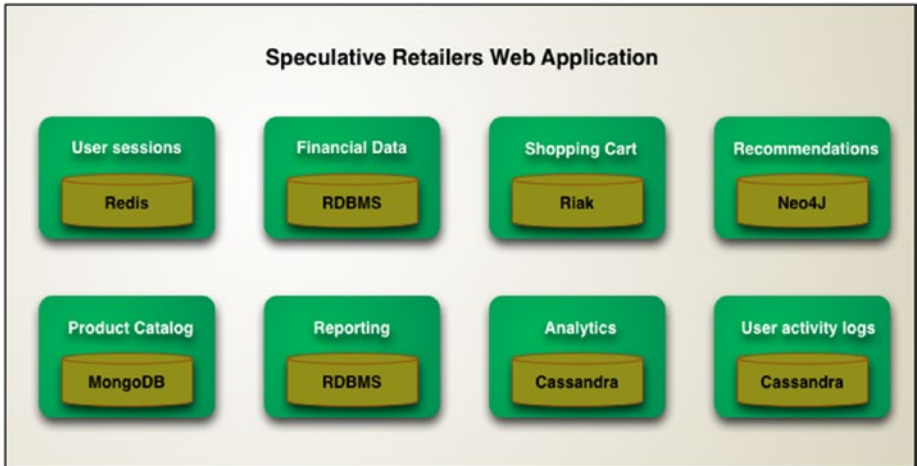 Speculative Retailers Web Application
User sessions
Redis
Financial Data
RDBMS
Shopping Cart
Riak
Recommendations
Neo4J
Product Catalog
MongoDB
Reporting
RDBMS
Analytics
Cassandra
User activity logs
Cassandra